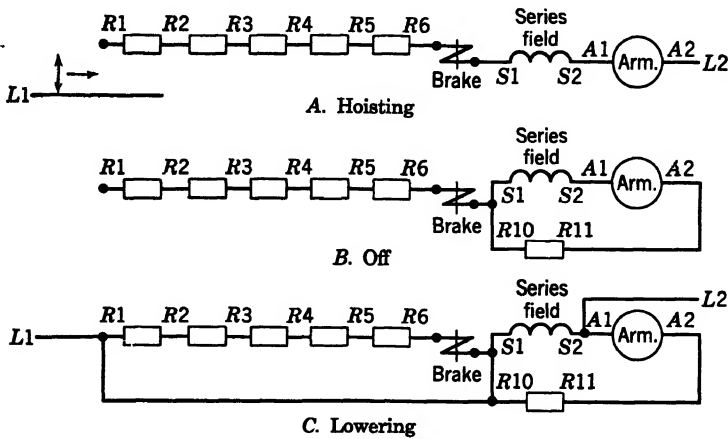 R1 R2 R3 R4 R5 R6 Series field A1 Arm. A2 L2
Brake S1 S2
L1
A. Hoisting
R1 R2 R3 R4 R5 R6 Series field A1 Arm. A2
Brake S1 S2
R10 R11
B. Off
L1 R1 R2 R3 R4 R5 R6 Series field L2
A1 Arm. A2
Brake S1 S2
R10 R11
C. Lowering